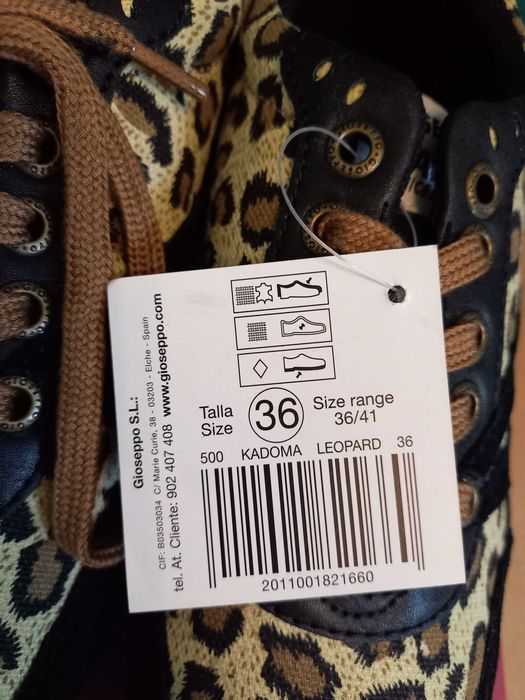 Gioseppo S.L.:
CIF: B03503034 C/ Marie Curie, 38 - 03203 - Elche - Spain
tel. At. Cliente: 902 407 408 www.gioseppo.com
Talla
Size
36
Size range
36/41
500 KADOMA LEOPARD 36
2011001821660